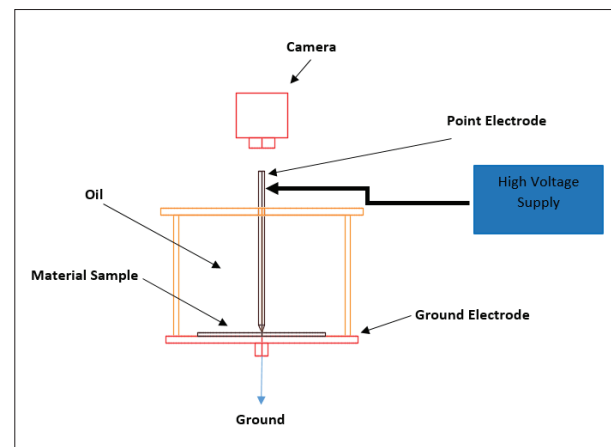 Camera
Point Electrode
High Voltage
Supply
Oil
Material Sample
Ground Electrode
Ground